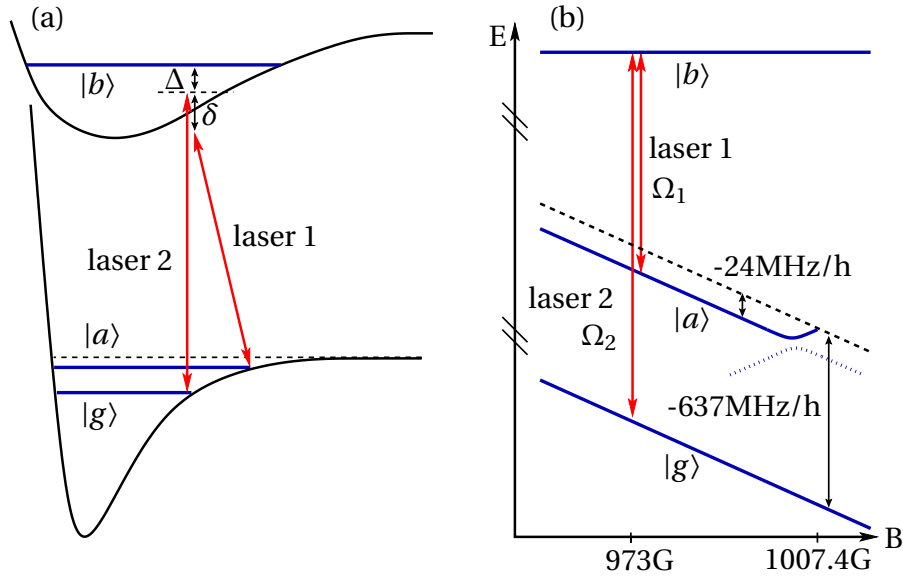 (a)
|b⟩
Δ
δ
laser 2
laser 1
|a⟩
|g⟩
(b)
E
|b⟩
laser 1
Ω₁
-24MHz/h
laser 2
Ω₂
|a⟩
-637MHz/h
|g⟩
B
973G
1007.4G